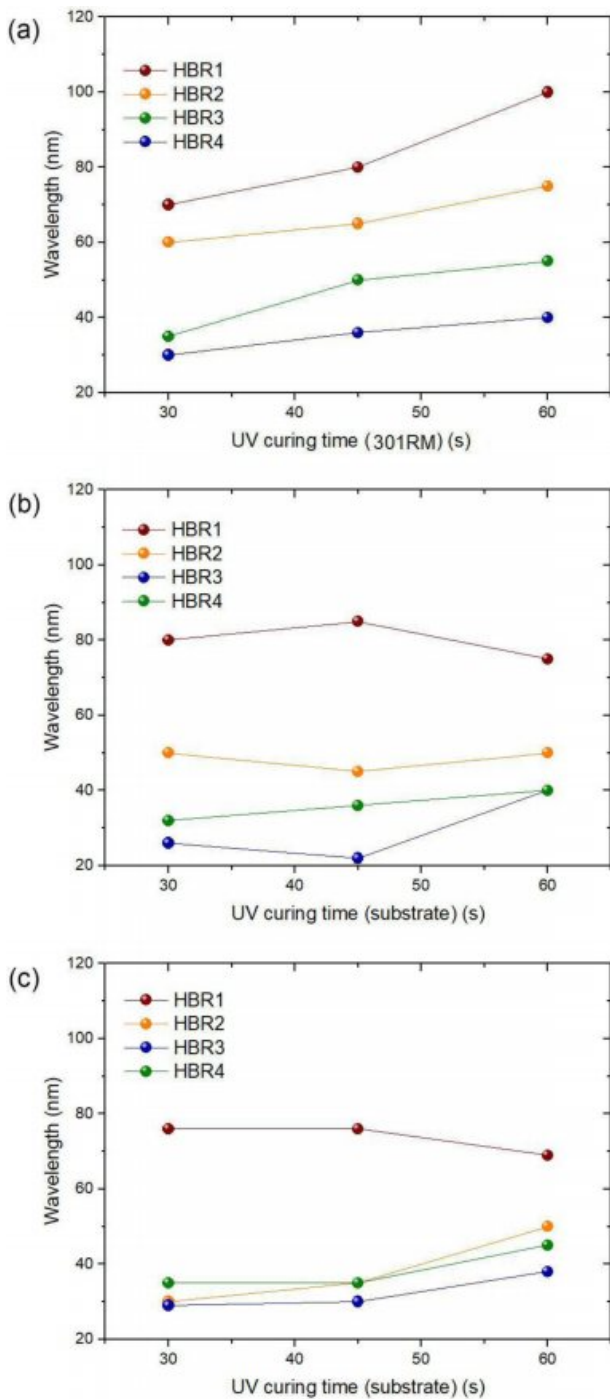 (a)
120
100
80
60
40
20
Wavelength (nm)
HBR1
HBR2
HBR3
HBR4
30
40
50
60
UV curing time (301RM) (s)
(b)
120
100
80
60
40
20
Wavelength (nm)
HBR1
HBR2
HBR3
HBR4
30
40
50
60
UV curing time (substrate) (s)
(c)
120
100
80
60
40
20
Wavelength (nm)
HBR1
HBR2
HBR3
HBR4
30
40
50
60
UV curing time (substrate) (s)